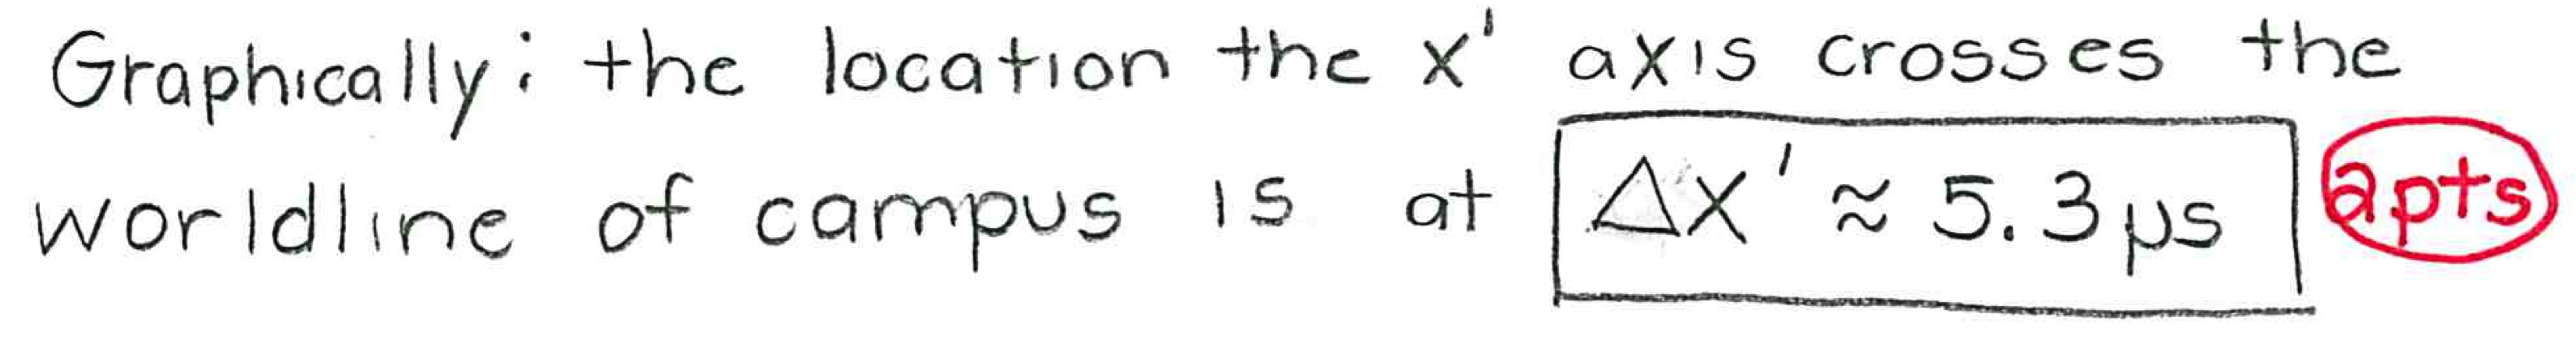 Graphically: the location the x' axis crosses the
worldline of campus is at Δx' ≈ 5.3 µs 2pts